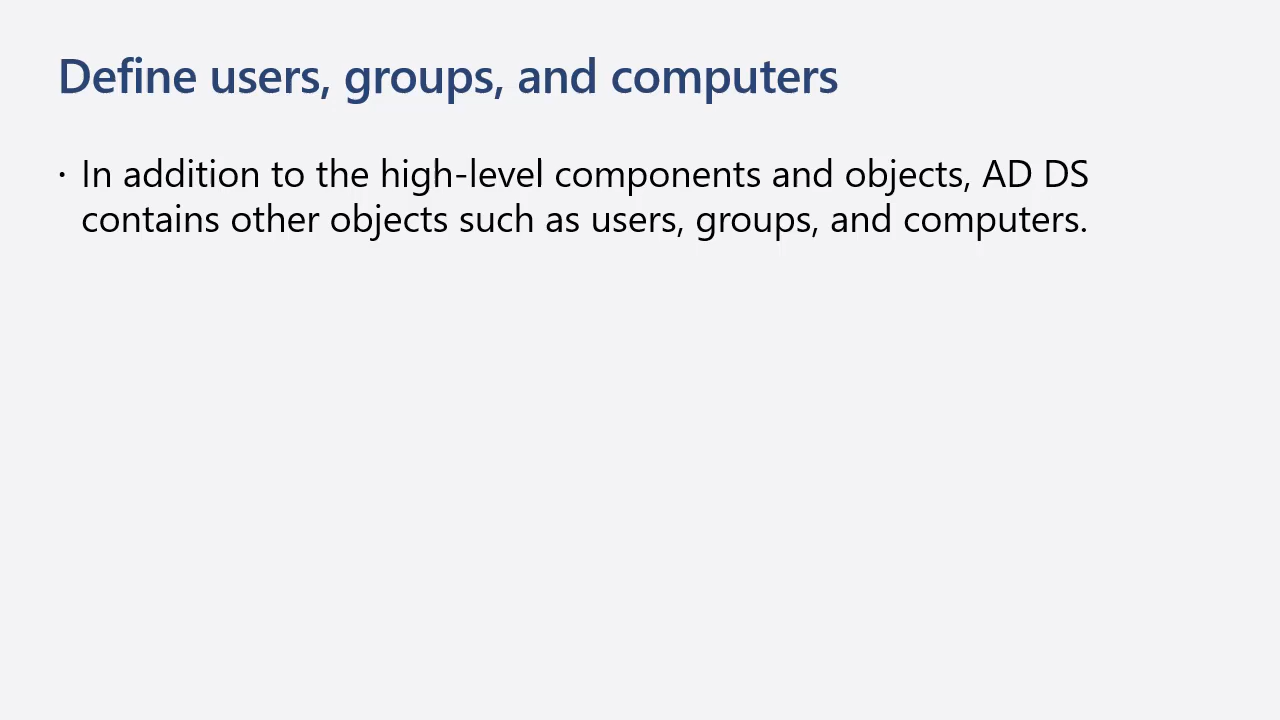 Define users, groups, and computers
· In addition to the high-level components and objects, AD DS
contains other objects such as users, groups, and computers.